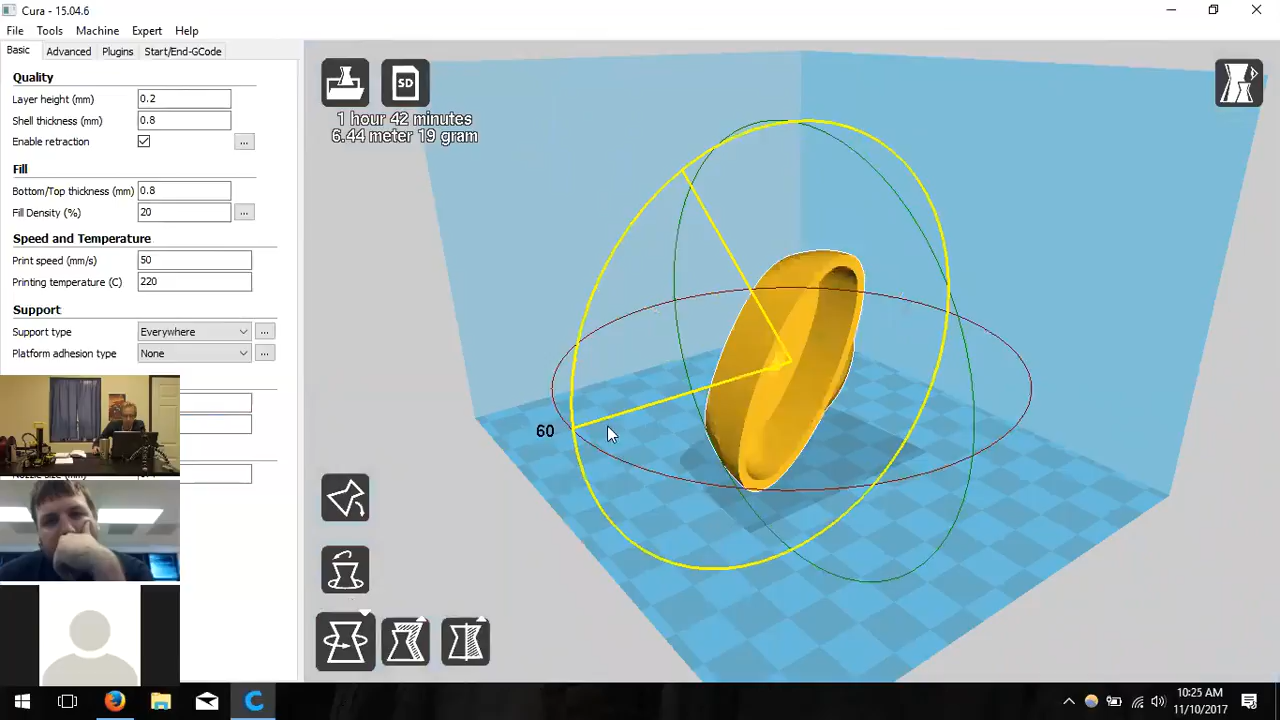 Cura - 15.04.6
File Tools Machine Expert Help
Basic Advanced Plugins Start/End-GCode
Quality
Layer height (mm) 0.2
Shell thickness (mm) 0.8
Enable retraction ...
Fill
Bottom/Top thickness (mm) 0.8
Fill Density (%) 20 ...
Speed and Temperature
Print speed (mm/s) 50
Printing temperature (C) 220
Support
Support type Everywhere ...
Platform adhesion type None ...
SD
1 hour 42 minutes
6.44 meter 19 gram
60
10:25 AM
11/10/2017